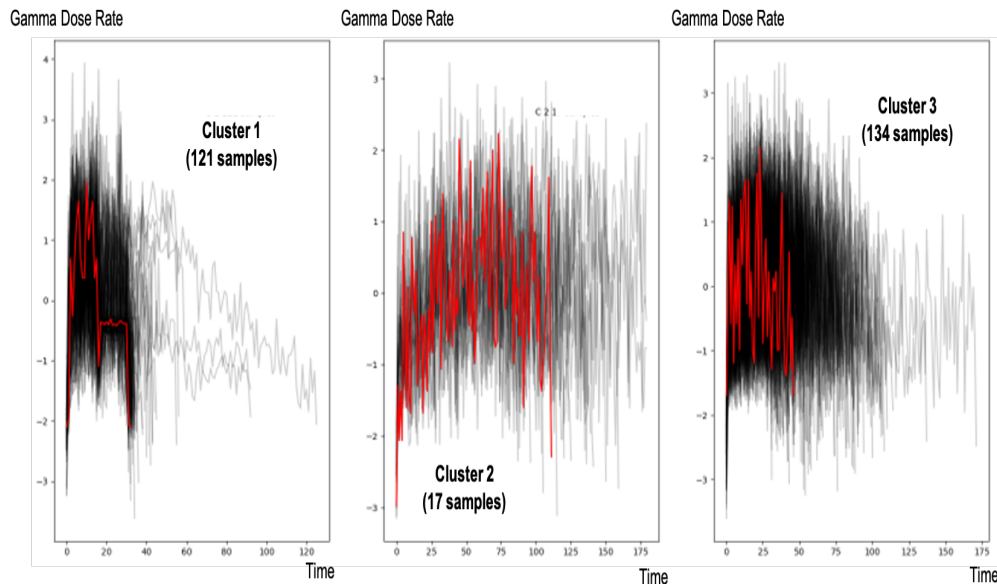 Gamma Dose Rate
Gamma Dose Rate
Gamma Dose Rate
4
3
2
1
0
−1
−2
−3
0 20 40 60 80 100 120
Cluster 1
(121 samples)
Time
3
2
1
0
−1
−2
−3
0 25 50 75 100 125 150 175
C 2 1
Cluster 2
(17 samples)
Time
3
2
1
0
−1
−2
−3
0 25 50 75 100 125 150 175
Cluster 3
(134 samples)
Time